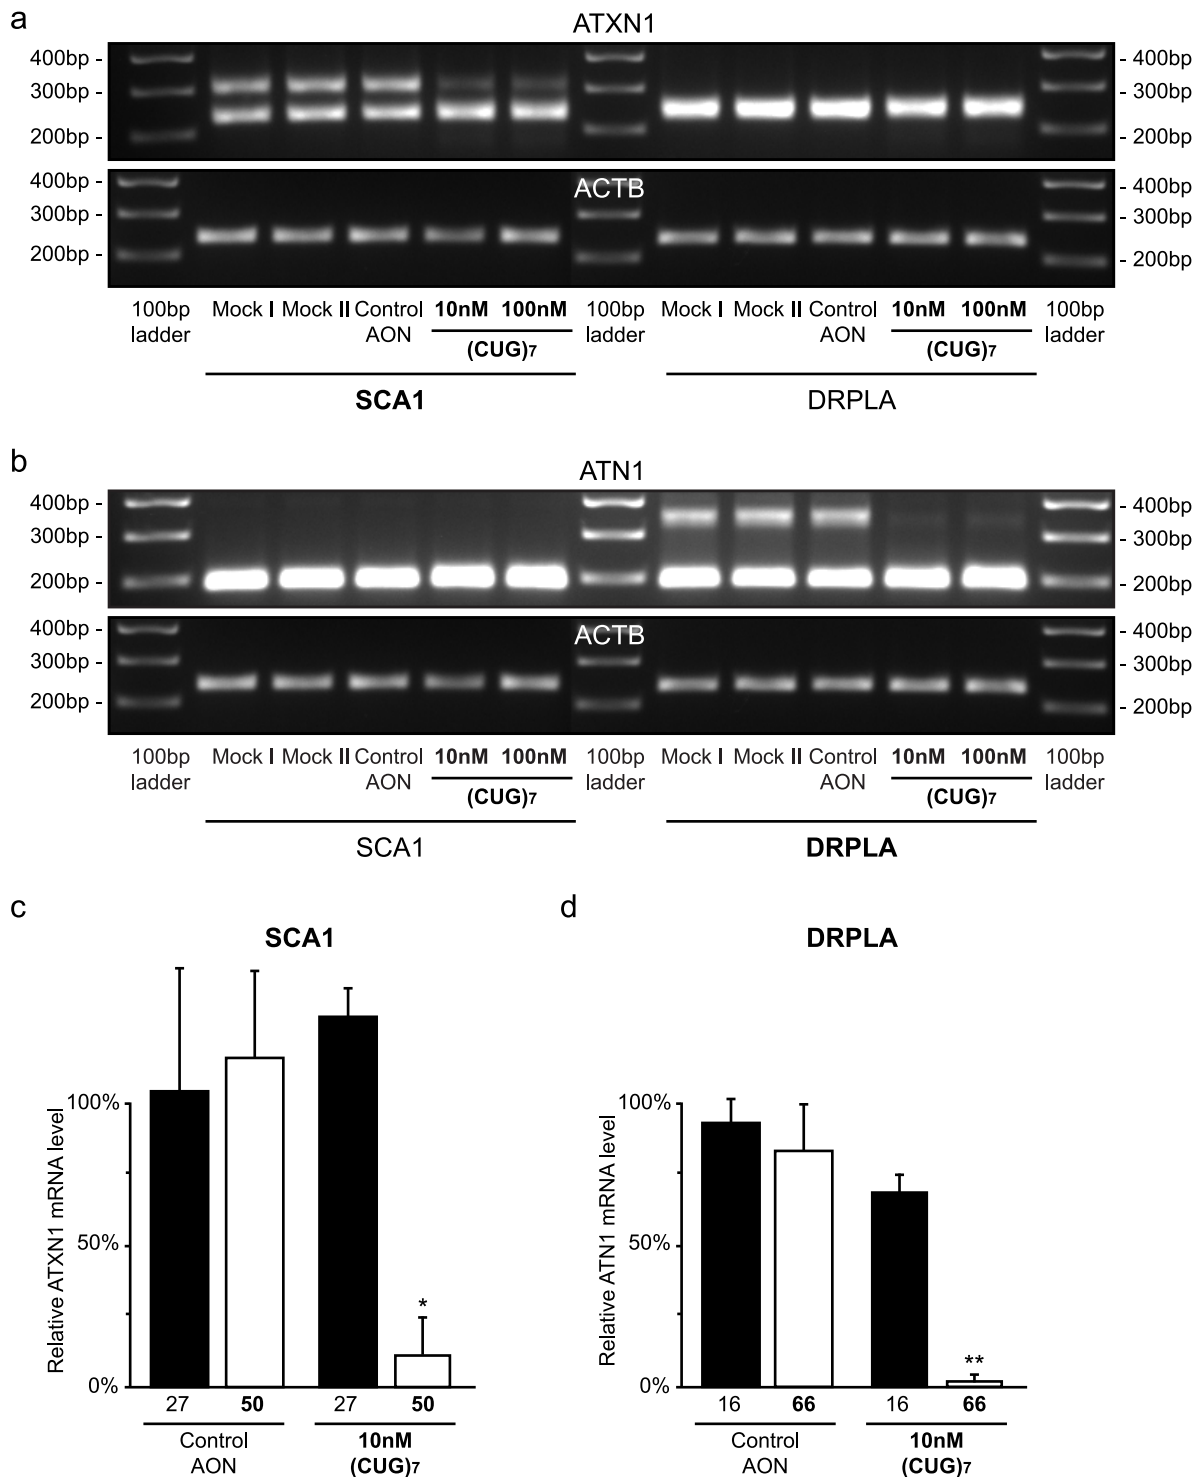 a
ATXN1
400bp - - 400bp
300bp - - 300bp
200bp - - 200bp
400bp - ACTB - 400bp
300bp - - 300bp
200bp - - 200bp
100bp ladder Mock I Mock II Control AON 10nM 100nM 100bp ladder Mock I Mock II Control AON 10nM 100nM 100bp ladder
(CUG)7 (CUG)7
SCA1 DRPLA
b
ATN1
400bp - - 400bp
300bp - - 300bp
200bp - - 200bp
400bp - ACTB - 400bp
300bp - - 300bp
200bp - - 200bp
100bp ladder Mock I Mock II Control AON 10nM 100nM 100bp ladder Mock I Mock II Control AON 10nM 100nM 100bp ladder
(CUG)7 (CUG)7
SCA1 DRPLA
c
SCA1
Relative ATXN1 mRNA level
100%
50%
0%
*
27 50 27 50
Control AON 10nM (CUG)7
d
DRPLA
Relative ATN1 mRNA level
100%
50%
0%
**
16 66 16 66
Control AON 10nM (CUG)7